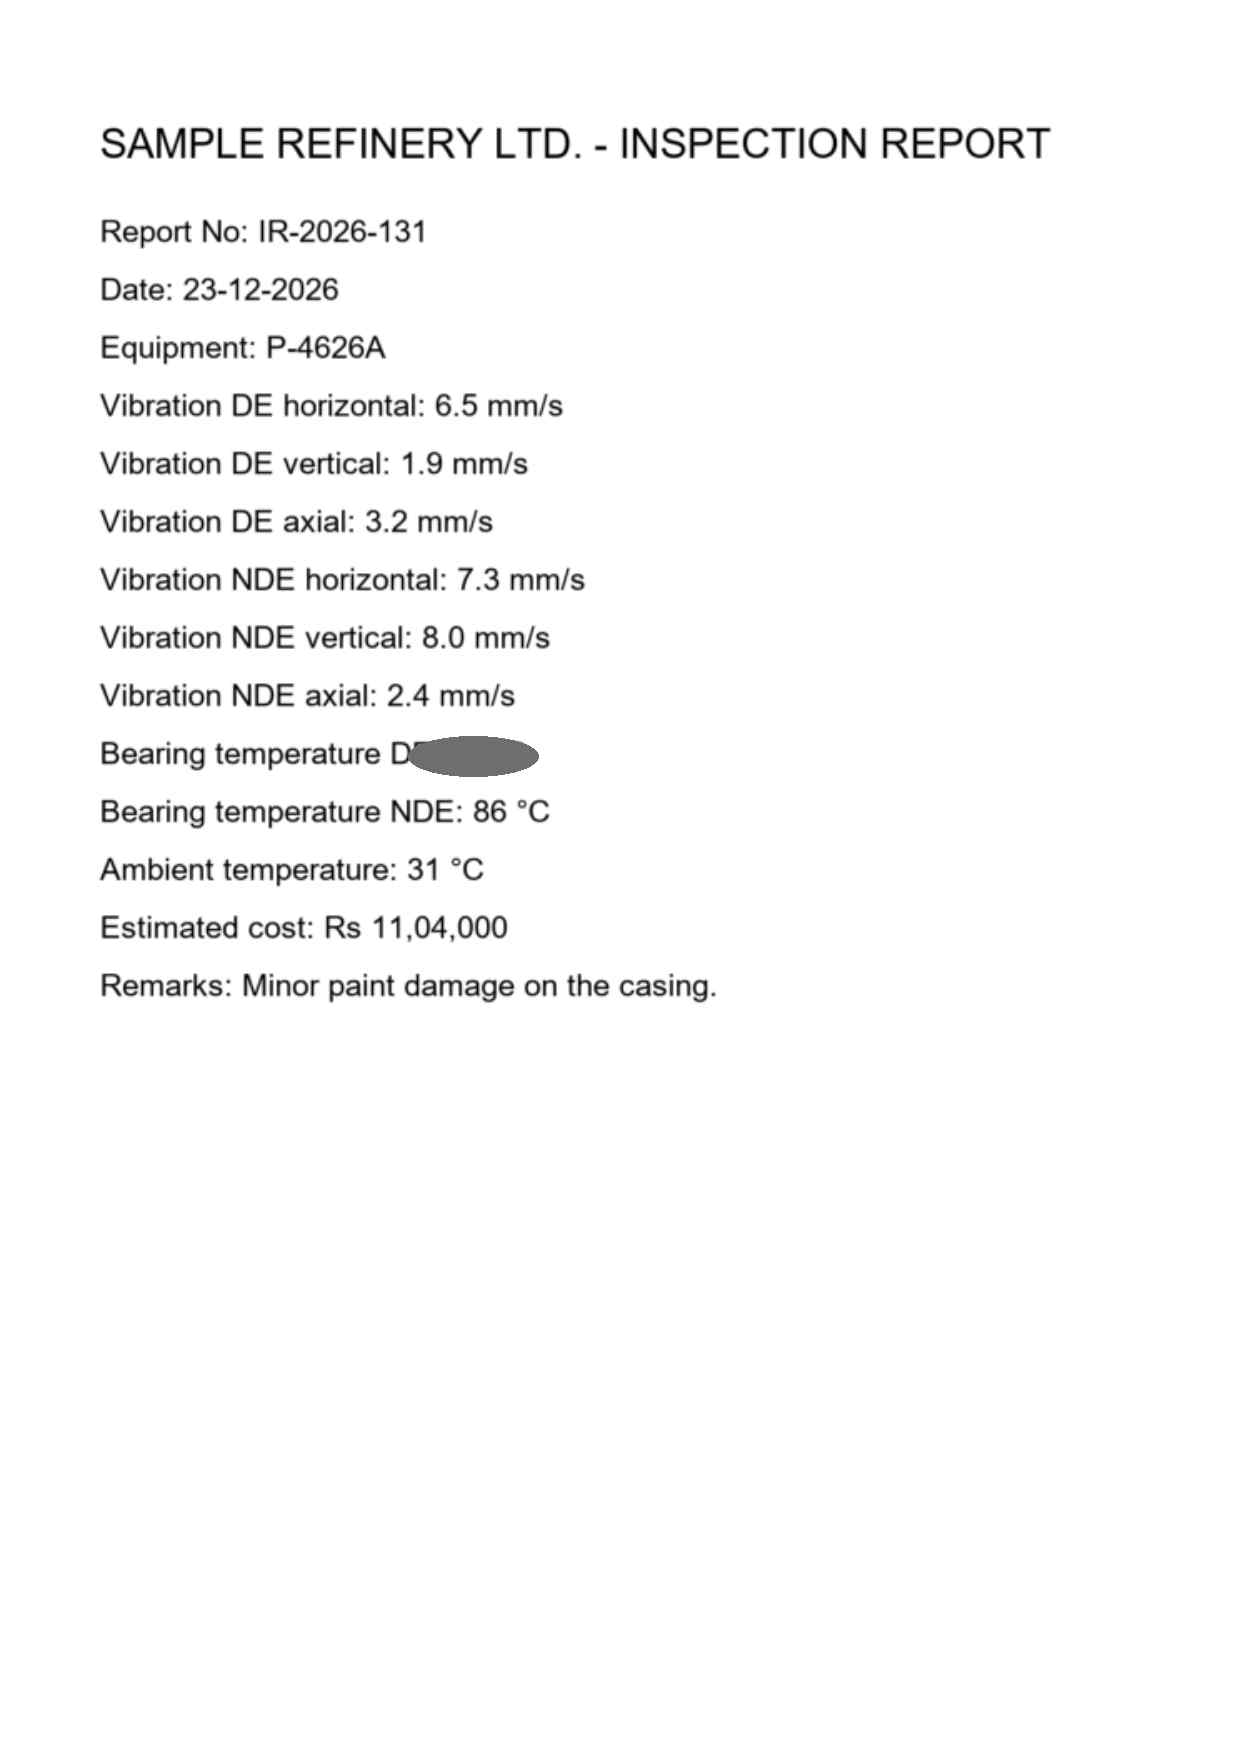 SAMPLE REFINERY LTD. - INSPECTION REPORT
Report No: IR-2026-131
Date: 23-12-2026
Equipment: P-4626A
Vibration DE horizontal: 6.5 mm/s
Vibration DE vertical: 1.9 mm/s
Vibration DE axial: 3.2 mm/s
Vibration NDE horizontal: 7.3 mm/s
Vibration NDE vertical: 8.0 mm/s
Vibration NDE axial: 2.4 mm/s
Bearing temperature
Bearing temperature NDE: 86 °C
Ambient temperature: 31 °C
Estimated cost: Rs 11,04,000
Remarks: Minor paint damage on the casing.